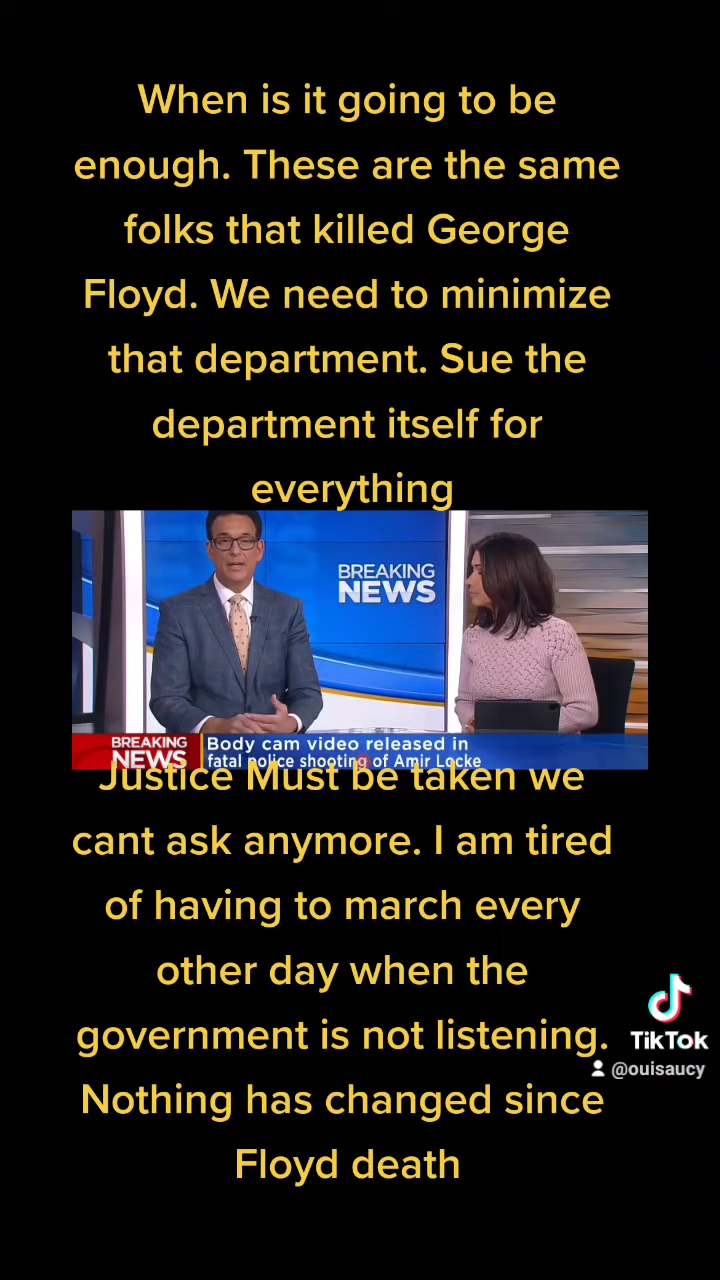 When is it going to be
enough. These are the same
folks that killed George
Floyd. We need to minimize
that department. Sue the
department itself for
everything
BREAKING
NEWS
BREAKING
NEWS
Body cam video released in
fatal police shooting of Amir Locke
Justice Must be taken we
cant ask anymore. I am tired
of having to march every
other day when the
government is not listening.
Nothing has changed since
Floyd death
TikTok
@ouisaucy